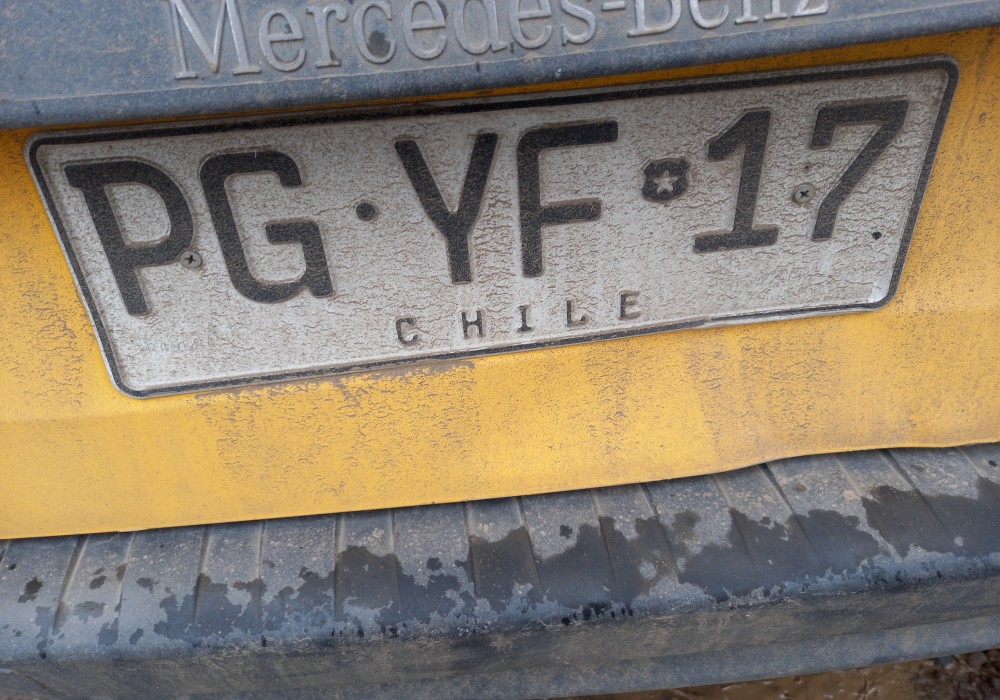 Mercedes-Benz
PG·YF 17
CHILE